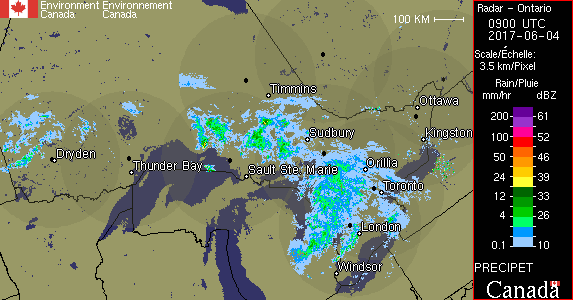 Environment Environnement
Canada Canada
100 KM
Timmins
Ottawa
Sudbury
Kingston
Dryden
Thunder Bay
Sault Ste. Marie
Orillia
Toronto
London
Windsor
Radar - Ontario
0900 UTC
2017-06-04
Scale/Échelle:
3.5 km/Pixel
Rain/Pluie
mm/hr dBZ
200 61
100 52
50 46
24 39
12 33
4 26
0.1 10
PRECIPET
Canada